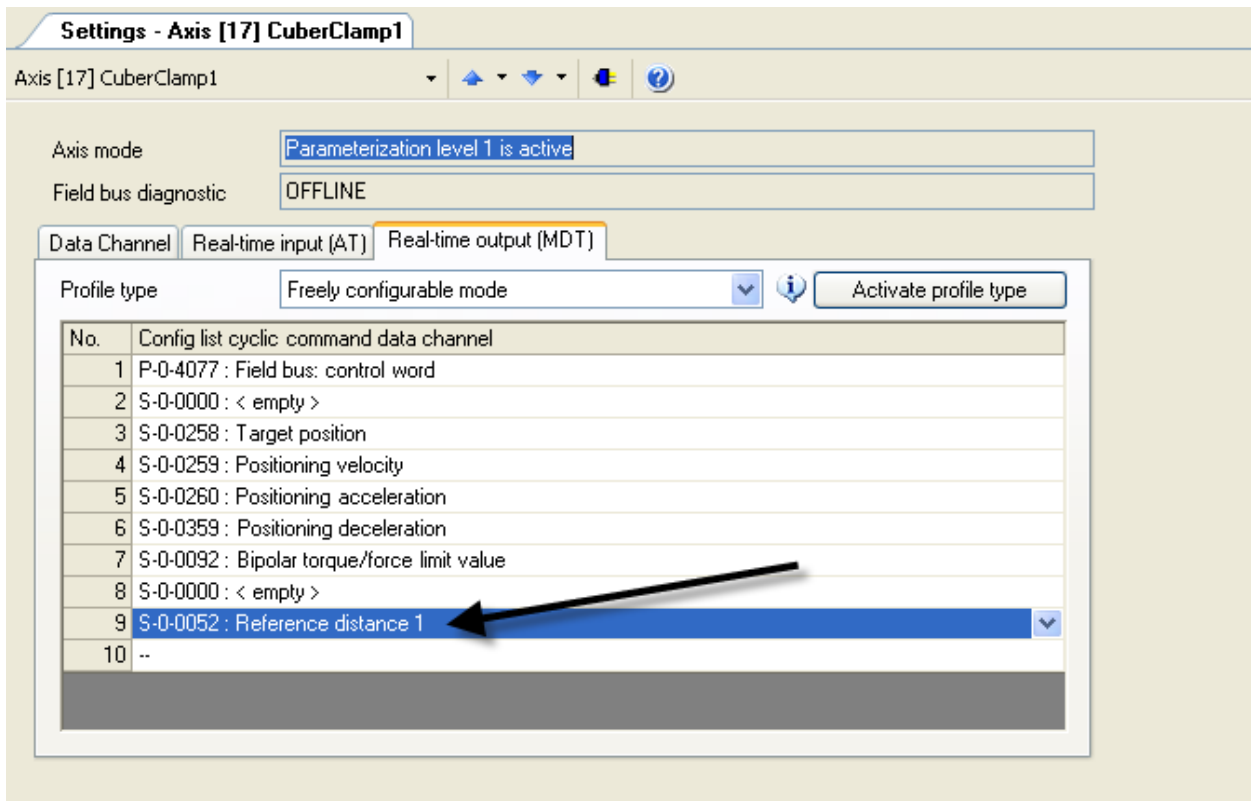 Settings - Axis [17] CuberClamp1
Axis [17] CuberClamp1
Axis mode Parameterization level 1 is active
Field bus diagnostic OFFLINE
Data Channel Real-time input (AT) Real-time output (MDT)
Profile type Freely configurable mode Activate profile type
No. Config list cyclic command data channel
1 P-0-4077 : Field bus: control word
2 S-0-0000 : < empty >
3 S-0-0258 : Target position
4 S-0-0259 : Positioning velocity
5 S-0-0260 : Positioning acceleration
6 S-0-0359 : Positioning deceleration
7 S-0-0092 : Bipolar torque/force limit value
8 S-0-0000 : < empty >
9 S-0-0052 : Reference distance 1
10 --